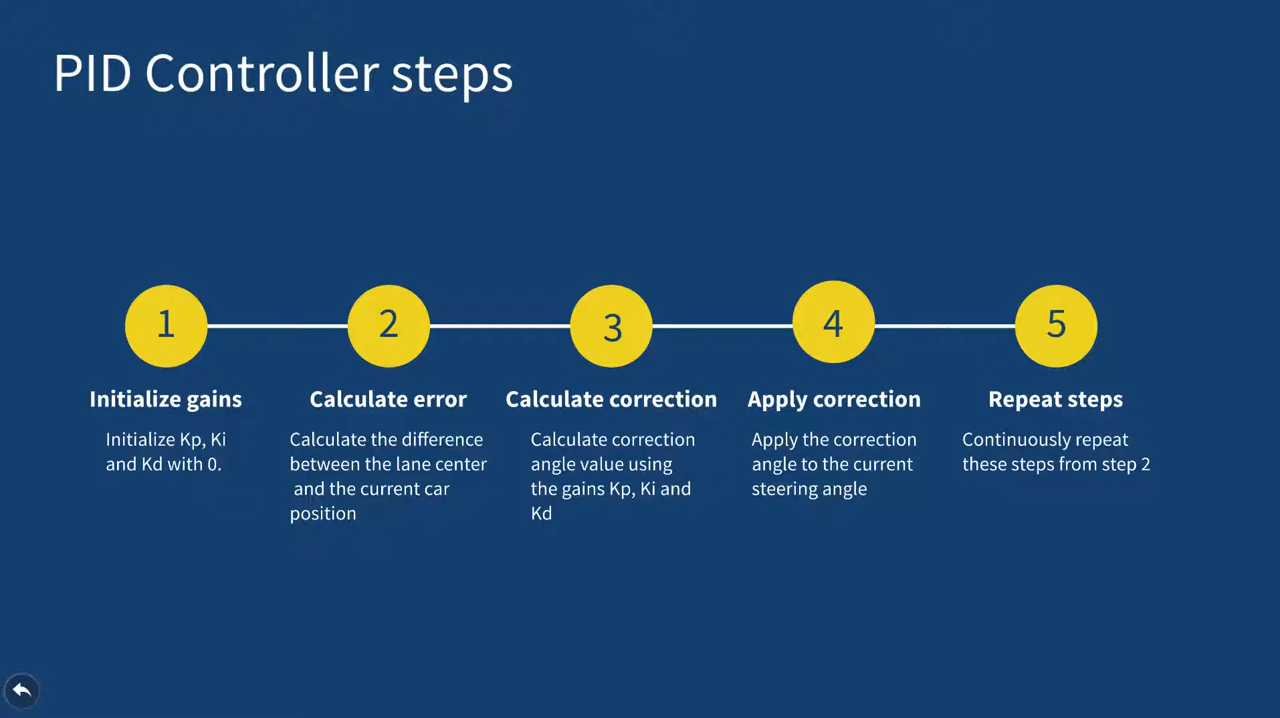 PID Controller steps
1
2
3
4
5
Initialize gains
Initialize Kp, Ki
and Kd with 0.
Calculate error
Calculate the difference
between the lane center
and the current car
position
Calculate correction
Calculate correction
angle value using
the gains Kp, Ki and
Kd
Apply correction
Apply the correction
angle to the current
steering angle
Repeat steps
Continuously repeat
these steps from step 2